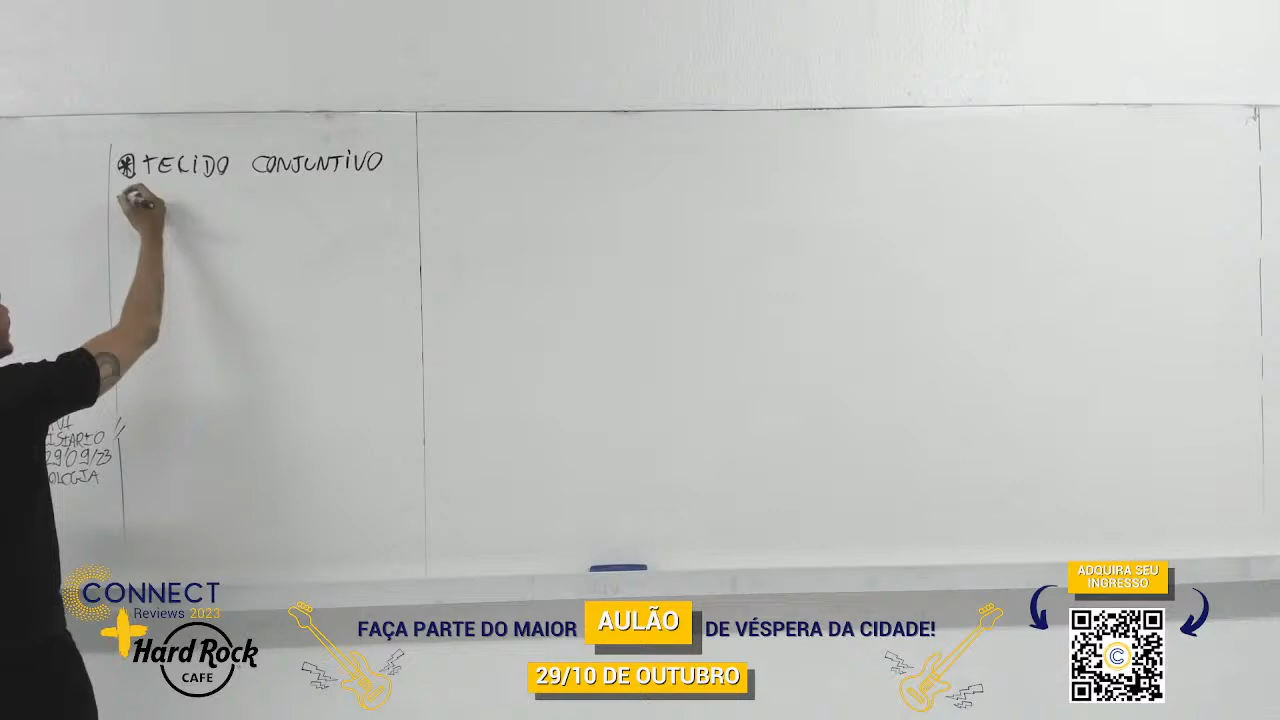 TECIDO CONJUNTIVO
29/09/23
CONNECT
Reviews 2023
Hard Rock
CAFE
FAÇA PARTE DO MAIOR AULÃO DE VÉSPERA DA CIDADE!
29/10 DE OUTUBRO
ADQUIRA SEU
INGRESSO